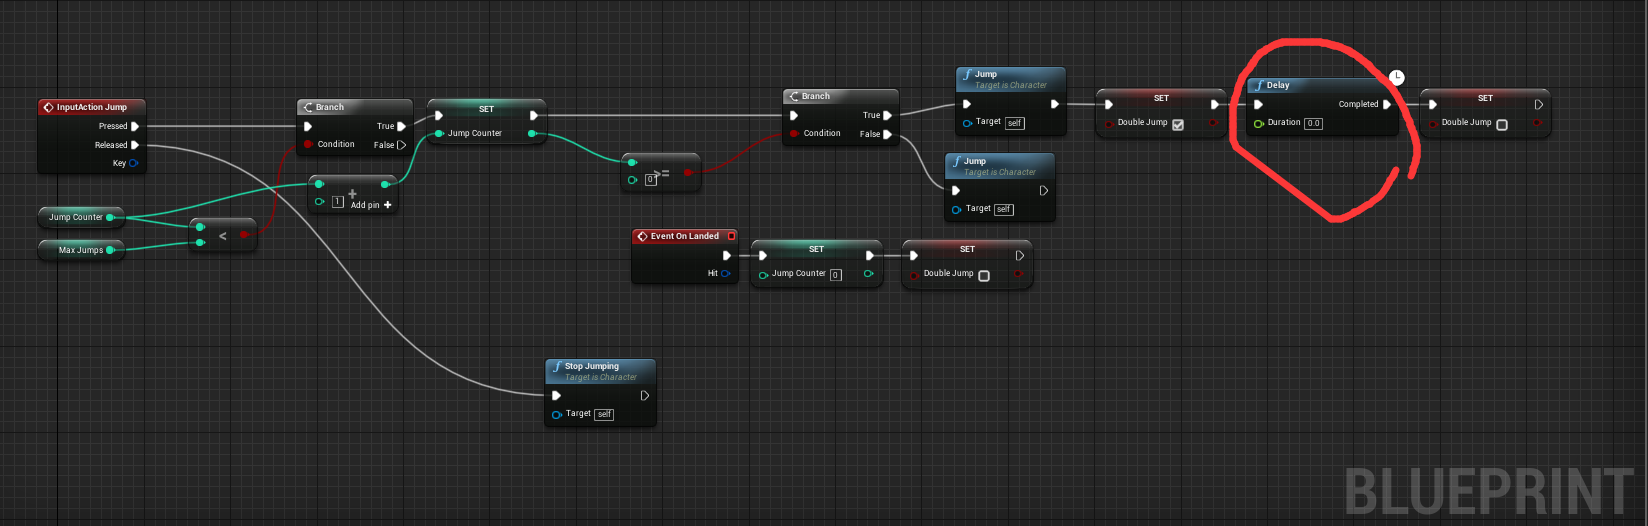 InputAction Jump
Pressed
Released
Key
Jump Counter
Max Jumps
<
Branch
Condition
True
False
+
1
Add pin +
SET
Jump Counter
>=
0
Branch
Condition
True
False
f Jump
Target is Character
Target self
f Jump
Target is Character
Target self
SET
Double Jump
f Delay
Completed
Duration 0.0
SET
Double Jump
Event On Landed
Hit
SET
Jump Counter 0
SET
Double Jump
f Stop Jumping
Target is Character
Target self
BLUEPRINT